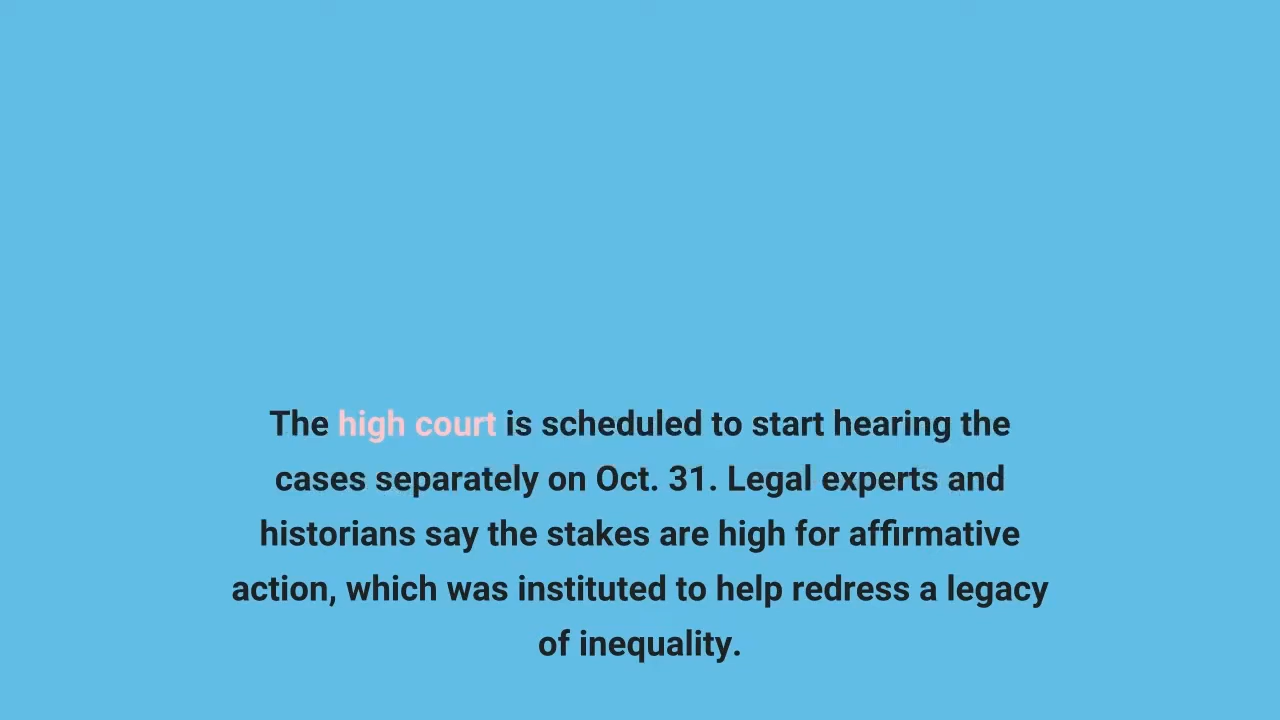 The high court is scheduled to start hearing the
cases separately on Oct. 31. Legal experts and
historians say the stakes are high for affirmative
action, which was instituted to help redress a legacy
of inequality.